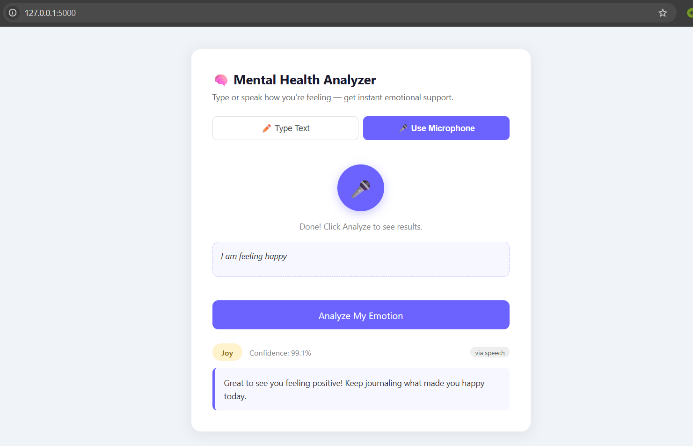 127.0.0.1:5000
Mental Health Analyzer
Type or speak how you're feeling — get instant emotional support.
Type Text
Use Microphone
Done! Click Analyze to see results.
I am feeling happy
Analyze My Emotion
Joy
Confidence: 99.1%
via speech
Great to see you feeling positive! Keep journaling what made you happy
today.